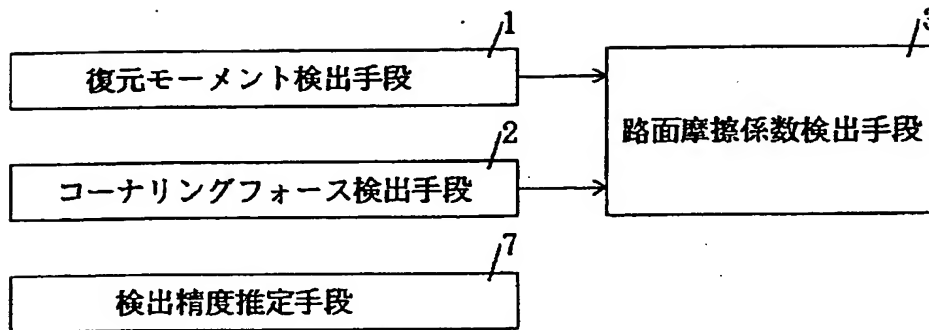 1
復元モーメント検出手段
2
コーナリングフォース検出手段
7
検出精度推定手段
3
路面摩擦係数検出手段